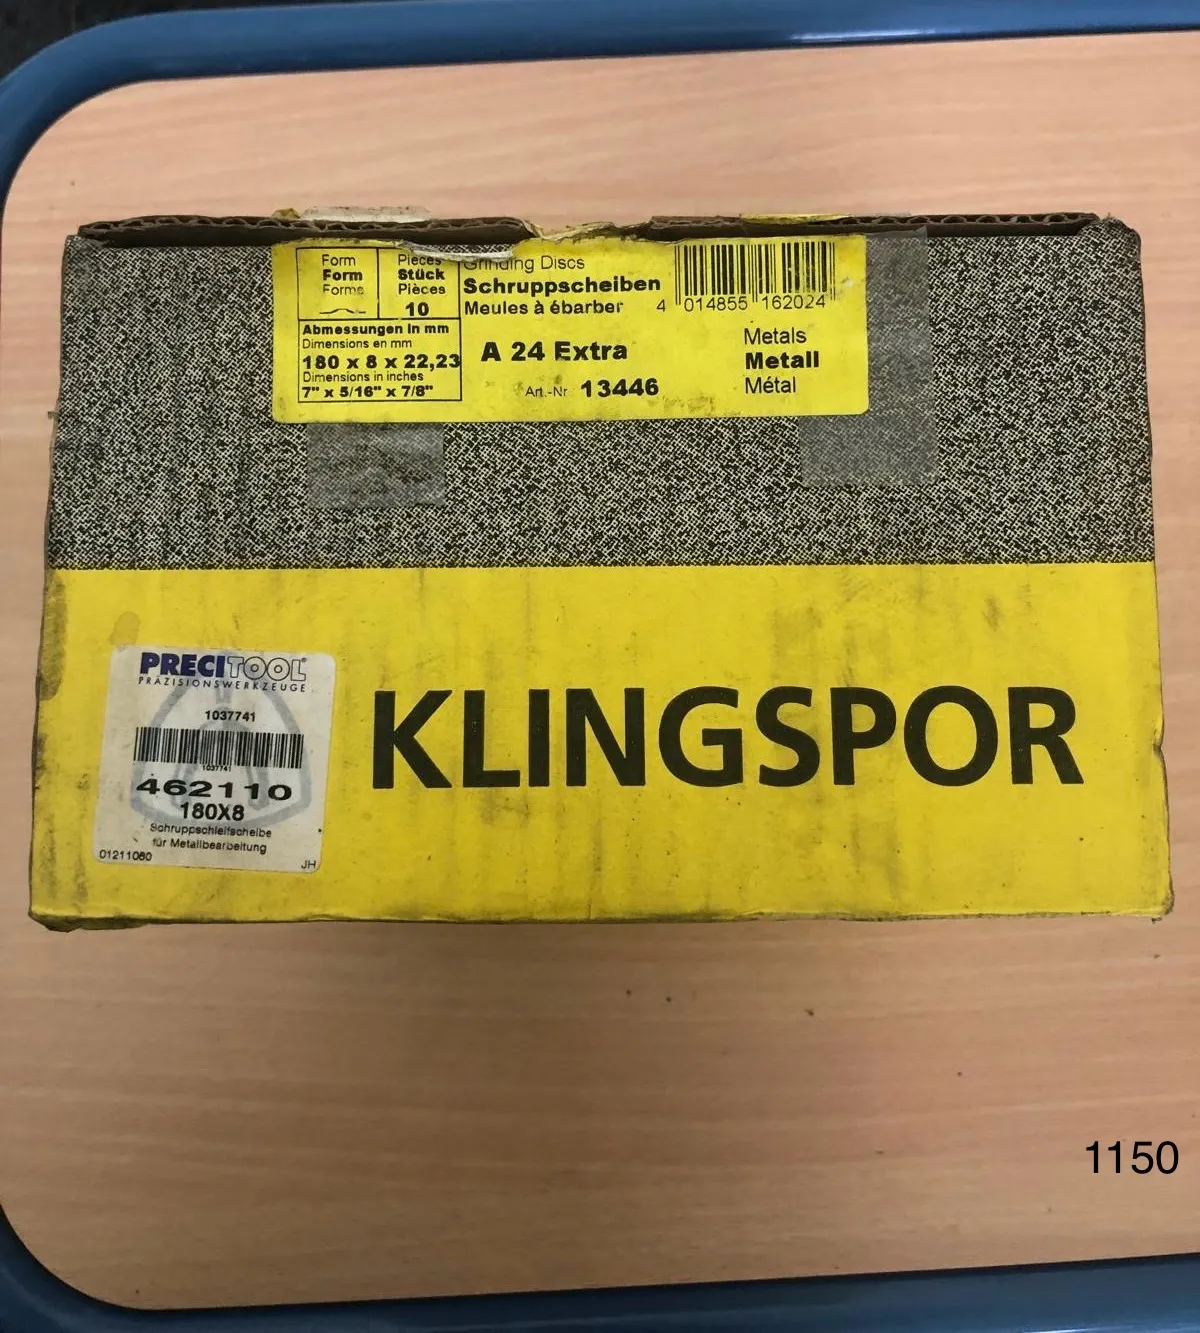 Form
Form
Forme
Pieces
Stück
Pièces
10
Abmessungen in mm
Dimensions en mm
180 x 8 x 22,23
Dimensions in inches
7" x 5/16" x 7/8"
Grinding Discs
Schruppscheiben
Meules à ébarber
4 014855 162024
A 24 Extra
Art.-Nr 13446
Metals
Metall
Métal
KLINGSPOR
PRECITOOL
PRÄZISIONSWERKZEUGE
1037741
1037741
462110
180X8
Schruppschleifscheibe
für Metallbearbeitung
01211080
JH
1150